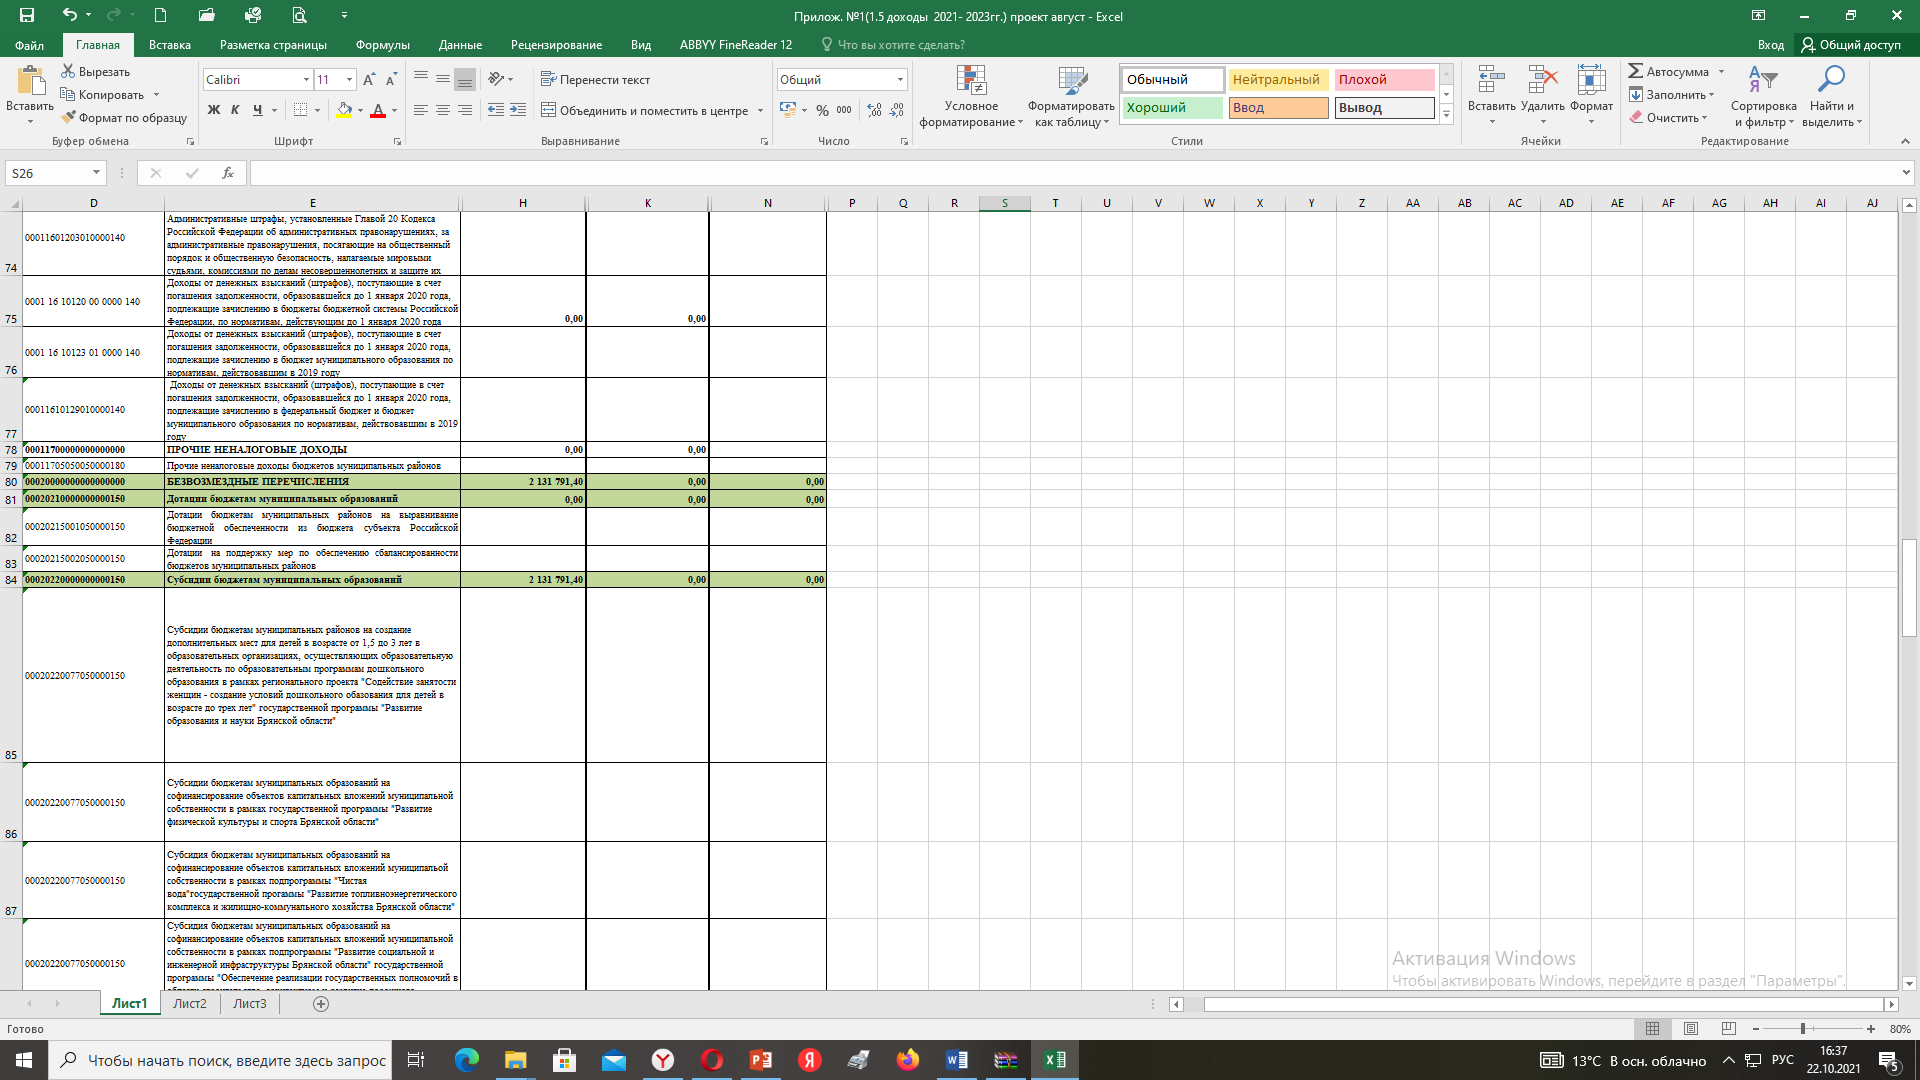 Прилож. №1(1.5 доходы  2021- 2023гг.) проект август - Excel
Файл Главная Вставка Разметка страницы Формулы Данные Рецензирование Вид ABBYY FineReader 12 Что вы хотите сделать? Вход Общий доступ
Вставить
Вырезать
Копировать
Формат по образцу
Буфер обмена
Calibri 11
Ж К Ч
Шрифт
Перенести текст
Объединить и поместить в центре
Выравнивание
Общий
% 000
Число
Условное форматирование
Форматировать как таблицу
Обычный Нейтральный Плохой
Хороший Ввод Вывод
Стили
Вставить Удалить Формат
Ячейки
Автосумма
Заполнить
Очистить
Сортировка и фильтр
Найти и выделить
Редактирование
S26
fx
D E H K N P Q R S T U V W X Y Z AA AB AC AD AE AF AG AH AI AJ
74 00011601203010000140
Административные штрафы, установленные Главой 20 Кодекса
Российской Федерации об административных правонарушениях, за
административные правонарушения, посягающие на общественный
порядок и общественную безопасность, налагаемые мировыми
судьями, комиссиями по делам несовершеннолетних и защите их
75 0001 16 10120 00 0000 140
Доходы от денежных взысканий (штрафов), поступающие в счет
погашения задолженности, образовавшейся до 1 января 2020 года,
подлежащие зачислению в бюджеты бюджетной системы Российской
Федерации, по нормативам, действующим до 1 января 2020 года
0,00 0,00
76 0001 16 10123 01 0000 140
Доходы от денежных взысканий (штрафов), поступающие в счет
погашения задолженности, образовавшейся до 1 января 2020 года,
подлежащие зачислению в бюджет муниципального образования по
нормативам, действовавшим в 2019 году
77 00011610129010000140
Доходы от денежных взысканий (штрафов), поступающие в счет
погашения задолженности, образовавшейся до 1 января 2020 года,
подлежащие зачислению в федеральный бюджет и бюджет
муниципального образования по нормативам, действовавшим в 2019
году
78 00011700000000000000 ПРОЧИЕ НЕНАЛОГОВЫЕ ДОХОДЫ 0,00 0,00
79 00011705050050000180 Прочие неналоговые доходы бюджетов муниципальных районов
80 00020000000000000000 БЕЗВОЗМЕЗДНЫЕ ПЕРЕЧИСЛЕНИЯ 2 131 791,40 0,00 0,00
81 00020210000000000150 Дотации бюджетам муниципальных образований 0,00 0,00 0,00
82 00020215001050000150
Дотации бюджетам муниципальных районов на выравнивание
бюджетной обеспеченности из бюджета субъекта Российской
Федерации
83 00020215002050000150
Дотации на поддержку мер по обеспечению сбалансированности
бюджетов муниципальных районов
84 00020220000000000150 Субсидии бюджетам муниципальных образований 2 131 791,40 0,00 0,00
85 00020220077050000150
Субсидии бюджетам муниципальных районов на создание
дополнительных мест для детей в возрасте от 1,5 до 3 лет в
образовательных организациях, осуществляющих образовательную
деятельность по образовательным программам дошкольного
образования в рамках регионального проекта "Содействие занятости
женщин - создание условий дошкольного обазования для детей в
возрасте до трех лет" государственной программы "Развитие
образования и науки Брянской области"
86 00020220077050000150
Субсидии бюджетам муниципальных образований на
софинансирование объектов капитальных вложений муниципальной
собственности в рамках государственной программы "Развитие
физической культуры и спорта Брянской области"
87 00020220077050000150
Субсидия бюджетам муниципальных образований на
софинансирование объектов капитальных вложений муниципальой
собственности в рамках подпрограммы "Чистая
вода"государственной прогаммы "Развитие топливноэнергетического
комплекса и жилищно-коммунального хозяйства Брянской области"
00020220077050000150
Субсидия бюджетам муниципальных образований на
софинансирование объектов капитальных вложений муниципальной
собственности в рамках подпрограммы "Развитие социальной и
инженерной инфраструктуры Брянской области" государственной
программы "Обеспечение реализации государственных полномочий в
Активация Windows
Чтобы активировать Windows, перейдите в раздел "Параметры".
Лист1 Лист2 Лист3
Готово
80%
Чтобы начать поиск, введите здесь запрос
13°C В осн. облачно
РУС
16:37
22.10.2021
5